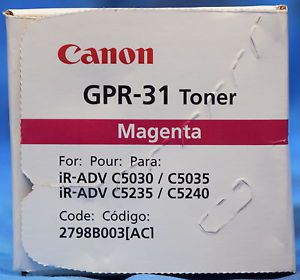 Canon
GPR-31 Toner
Magenta
For: Pour: Para:
iR-ADV C5030 / C5035
iR-ADV C5235 / C5240
Code: Código:
2798B003[AC]